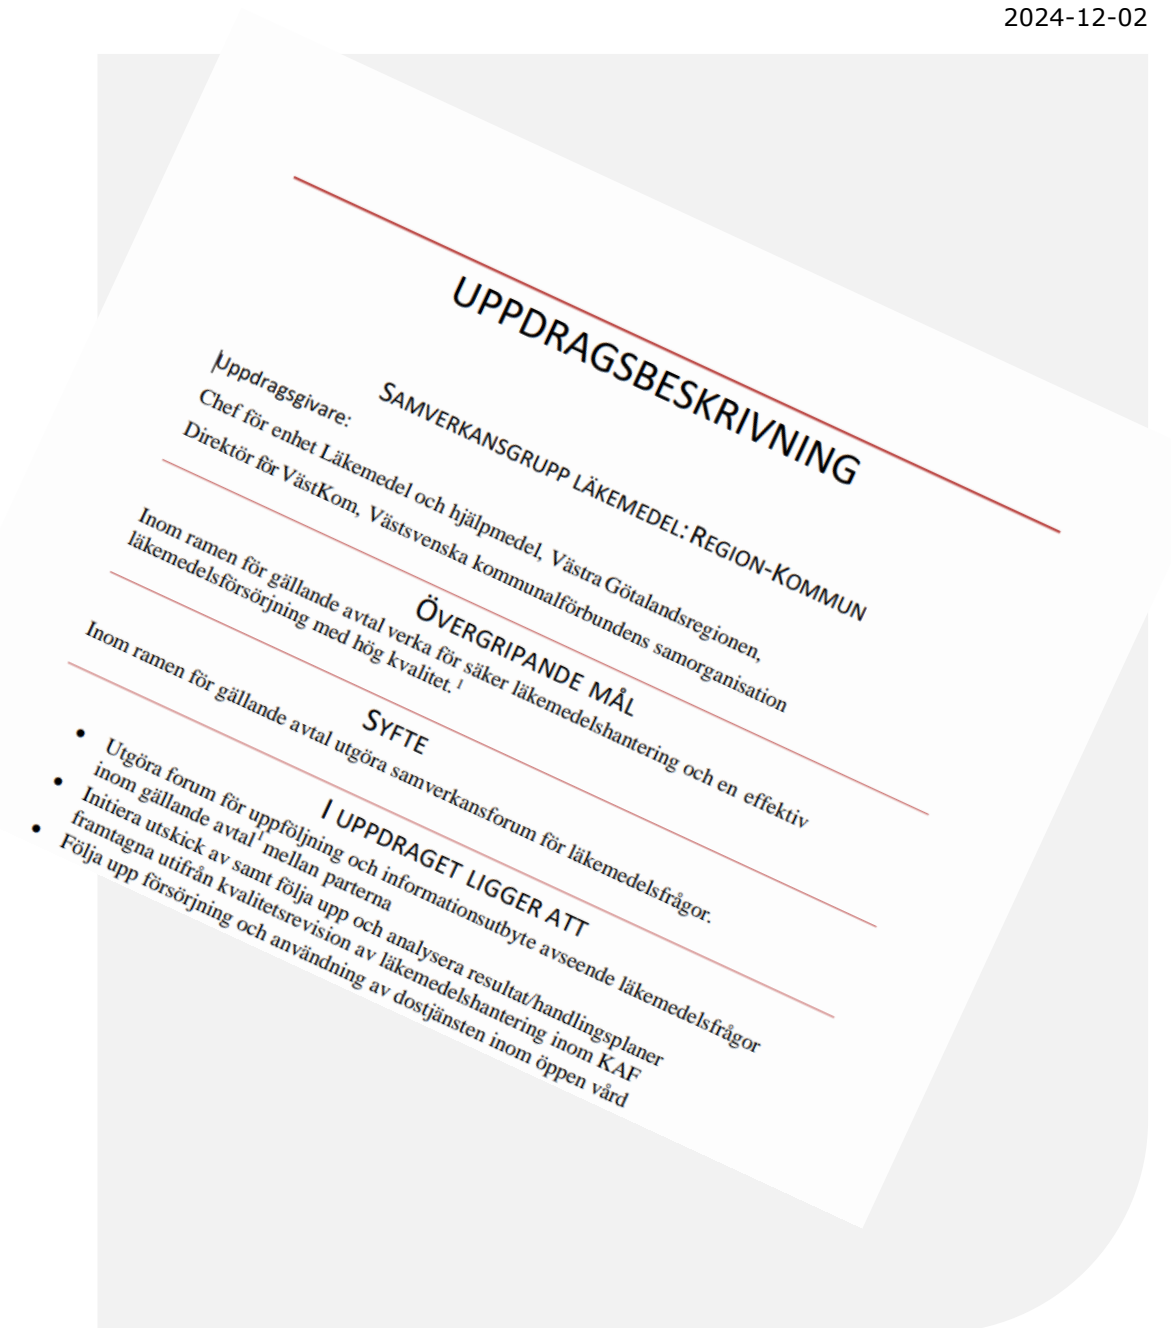 2024-12-02
UPPDRAGSBESKRIVNING
SAMVERKANSGRUPP LÄKEMEDEL: REGION-KOMMUN
Uppdragsgivare:
Chef för enhet Läkemedel och hjälpmedel, Västra Götalandsregionen,
Direktör för VästKom, Västsvenska kommunalförbundens samorganisation
ÖVERGRIPANDE MÅL
Inom ramen för gällande avtal verka för säker läkemedelshantering och en effektiv
läkemedelsförsörjning med hög kvalitet. 1
SYFTE
Inom ramen för gällande avtal utgöra samverkansforum för läkemedelsfrågor.
I UPPDRAGET LIGGER ATT
• Utgöra forum för uppföljning och informationsutbyte avseende läkemedelsfrågor
inom gällande avtal1 mellan parterna
• Initiera utskick av samt följa upp och analysera resultat/handlingsplaner
framtagna utifrån kvalitetsrevision av läkemedelshantering inom KAF
• Följa upp försörjning och användning av dostjänsten inom öppen vård